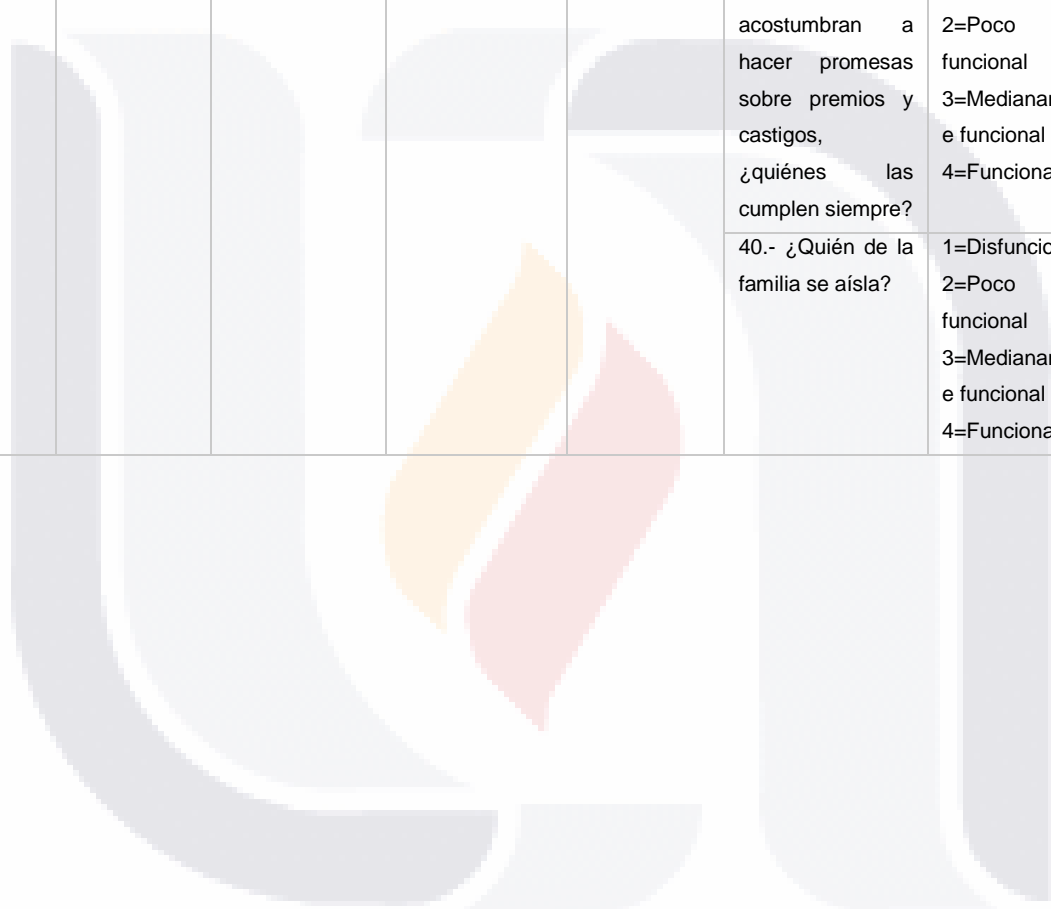 acostumbran a
hacer promesas
sobre premios y
castigos,
¿quiénes las
cumplen siempre?
2=Poco
funcional
e funcional
40.- ¿Quién de la
familia se aísla?
2=Poco
funcional
e funcional